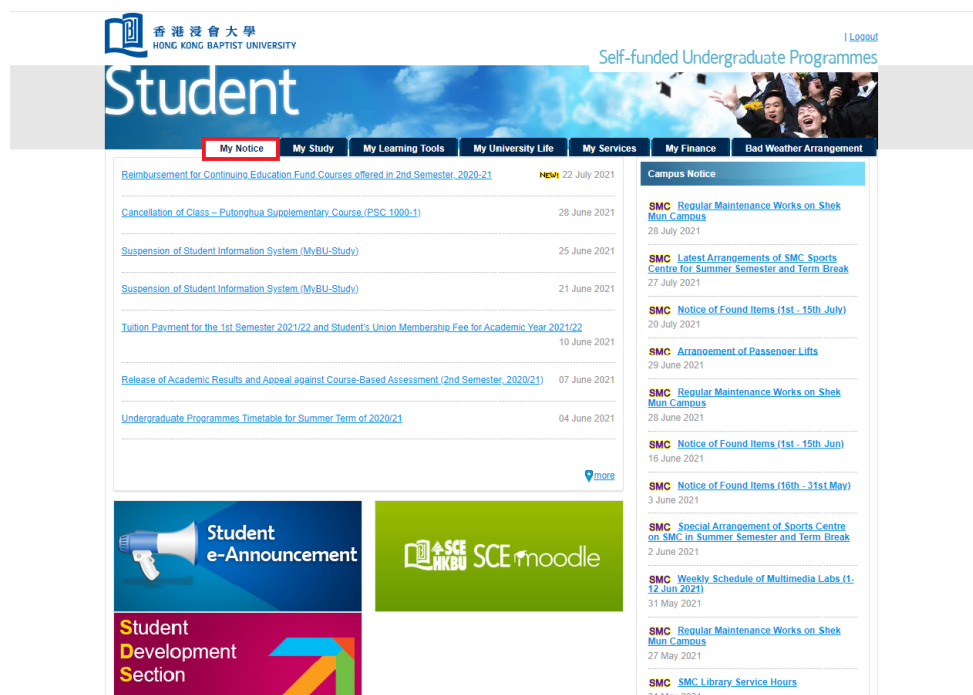 香港浸會大學
HONG KONG BAPTIST UNIVERSITY
| Logout
Self-funded Undergraduate Programmes
Student
My Notice
My Study
My Learning Tools
My University Life
My Services
My Finance
Bad Weather Arrangement
Reimbursement for Continuing Education Fund Courses offered in 2nd Semester, 2020-21 NEW! 22 July 2021
Cancellation of Class – Putonghua Supplementary Course (PSC 1000-1) 28 June 2021
Suspension of Student Information System (MyBU-Study) 25 June 2021
Suspension of Student Information System (MyBU-Study) 21 June 2021
Tuition Payment for the 1st Semester 2021/22 and Student's Union Membership Fee for Academic Year 2021/22
10 June 2021
Release of Academic Results and Appeal against Course-Based Assessment (2nd Semester, 2020/21) 07 June 2021
Undergraduate Programmes Timetable for Summer Term of 2020/21 04 June 2021
more
Campus Notice
SMC Regular Maintenance Works on Shek
Mun Campus
28 July 2021
SMC Latest Arrangements of SMC Sports
Centre for Summer Semester and Term Break
27 July 2021
SMC Notice of Found Items (1st - 15th July)
20 July 2021
SMC Arrangement of Passenger Lifts
29 June 2021
SMC Regular Maintenance Works on Shek
Mun Campus
28 June 2021
SMC Notice of Found Items (1st - 15th Jun)
16 June 2021
SMC Notice of Found Items (16th - 31st May)
3 June 2021
SMC Special Arrangement of Sports Centre
on SMC in Summer Semester and Term Break
2 June 2021
SMC Weekly Schedule of Multimedia Labs (1-
12 Jun 2021)
31 May 2021
SMC Regular Maintenance Works on Shek
Mun Campus
27 May 2021
SMC SMC Library Service Hours
Student
e-Announcement
SCE
HKBU SCE moodle
Student
Development
Section